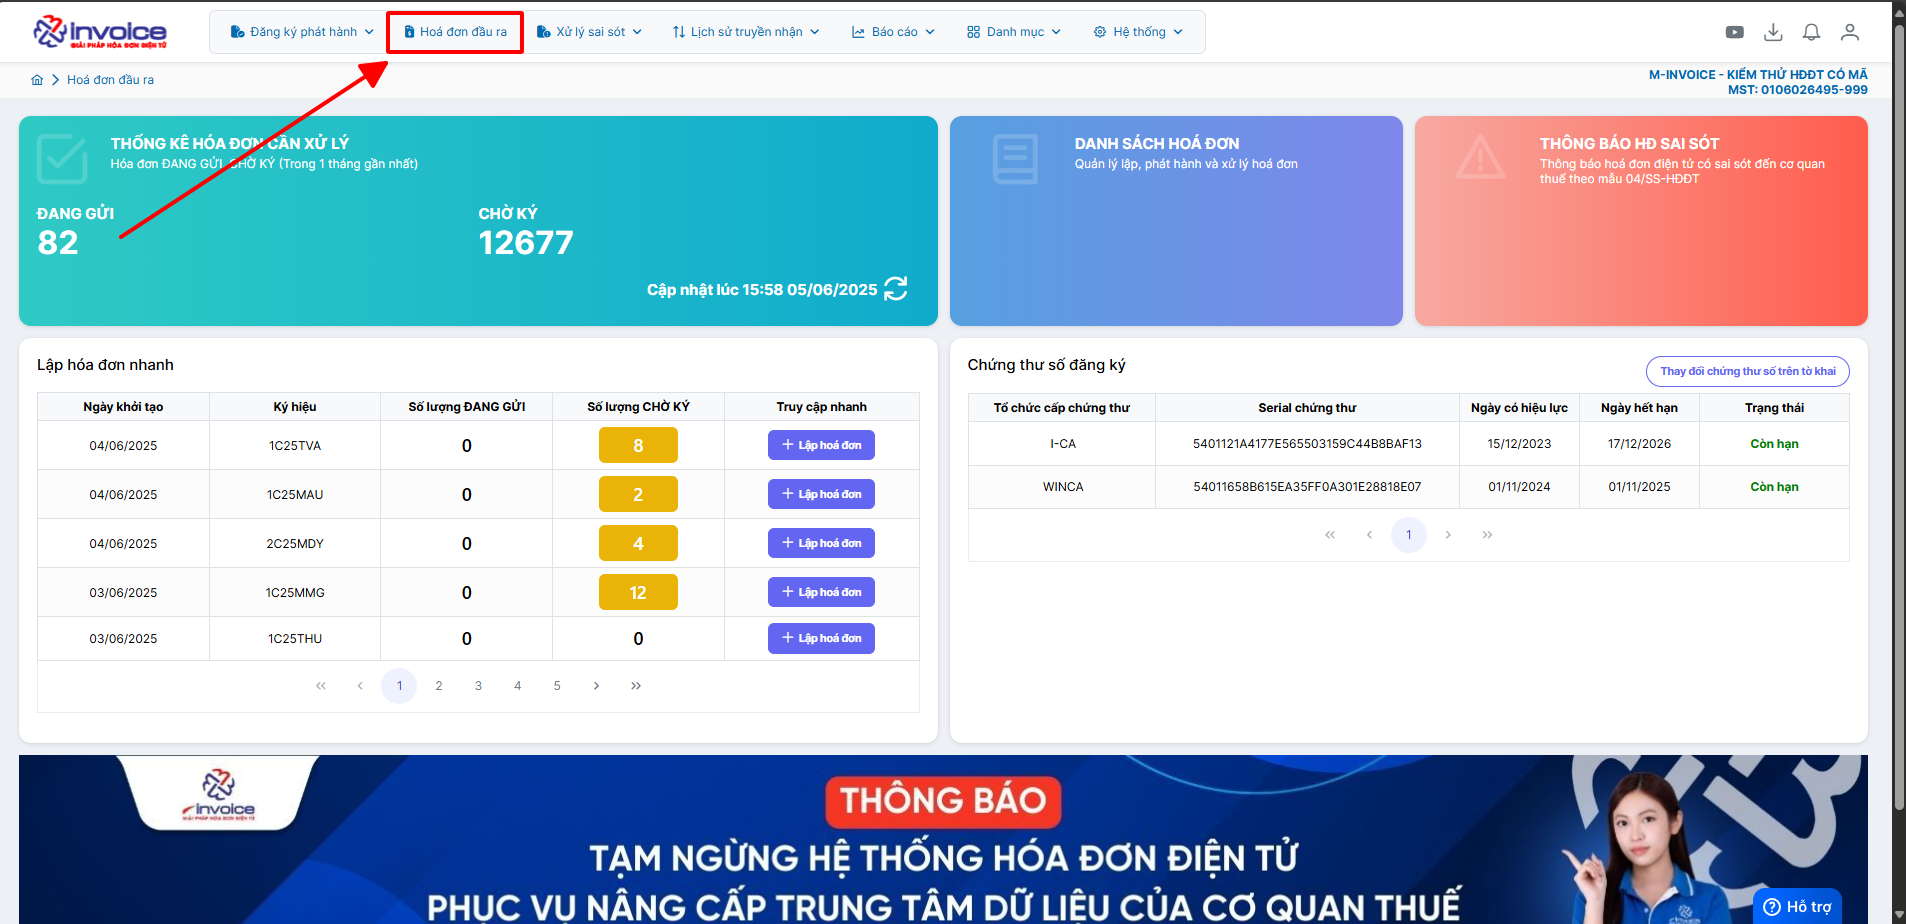 invoice
GIẢI PHÁP HÓA ĐƠN ĐIỆN TỬ
Đăng ký phát hành
Hoá đơn đầu ra
Xử lý sai sót
Lịch sử truyền nhận
Báo cáo
Danh mục
Hệ thống
Hoá đơn đầu ra
M-INVOICE - KIỂM THỬ HĐĐT CÓ MÃ
MST: 0106026495-999
THỐNG KÊ HÓA ĐƠN CẦN XỬ LÝ
Hóa đơn ĐANG GỬI, CHỜ KÝ (Trong 1 tháng gần nhất)
ĐANG GỬI
82
CHỜ KÝ
12677
Cập nhật lúc 15:58 05/06/2025
DANH SÁCH HOÁ ĐƠN
Quản lý lập, phát hành và xử lý hoá đơn
THÔNG BÁO HĐ SAI SÓT
Thông báo hoá đơn điện tử có sai sót đến cơ quan
thuế theo mẫu 04/SS-HĐĐT
Lập hóa đơn nhanh
Ngày khởi tạo Ký hiệu Số lượng ĐANG GỬI Số lượng CHỜ KÝ Truy cập nhanh
04/06/2025 1C25TVA 0 8 + Lập hoá đơn
04/06/2025 1C25MAU 0 2 + Lập hoá đơn
04/06/2025 2C25MDY 0 4 + Lập hoá đơn
03/06/2025 1C25MMG 0 12 + Lập hoá đơn
03/06/2025 1C25THU 0 0 + Lập hoá đơn
« ‹ 1 2 3 4 5 › »
Chứng thư số đăng ký
Thay đổi chứng thư số trên tờ khai
Tổ chức cấp chứng thư Serial chứng thư Ngày có hiệu lực Ngày hết hạn Trạng thái
I-CA 5401121A4177E565503159C44B8BAF13 15/12/2023 17/12/2026 Còn hạn
WINCA 54011658B615EA35FF0A301E28818E07 01/11/2024 01/11/2025 Còn hạn
« ‹ 1 › »
invoice
GIẢI PHÁP HÓA ĐƠN ĐIỆN TỬ
THÔNG BÁO
TẠM NGỪNG HỆ THỐNG HÓA ĐƠN ĐIỆN TỬ
PHỤC VỤ NÂNG CẤP TRUNG TÂM DỮ LIỆU CỦA CƠ QUAN THUẾ
Hỗ trợ